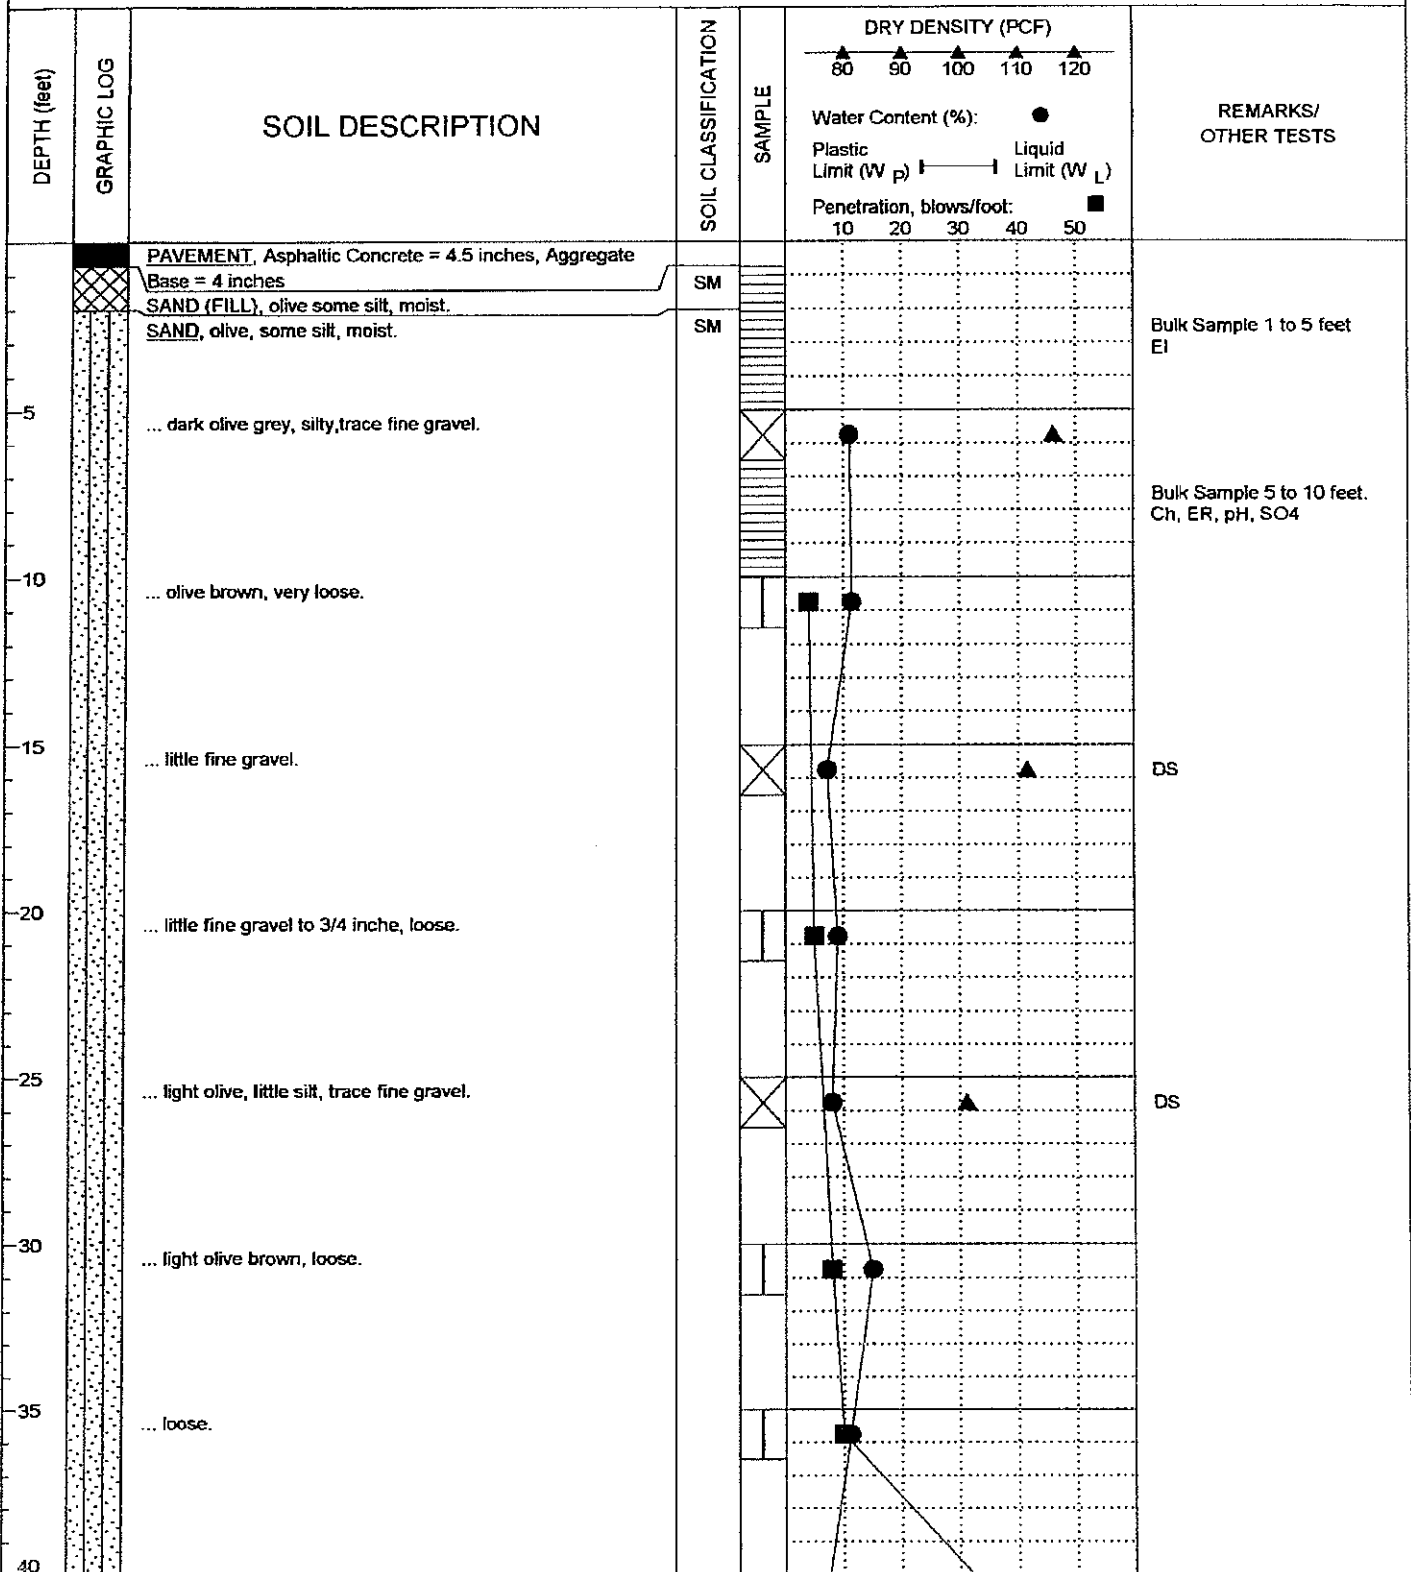 DEPTH (feet)
GRAPHIC LOG
SOIL DESCRIPTION
SOIL CLASSIFICATION
SAMPLE
DRY DENSITY (PCF)
80 90 100 110 120
Water Content (%):
Plastic Limit (W P)
Liquid Limit (W L)
Penetration, blows/foot:
10 20 30 40 50
REMARKS/
OTHER TESTS
PAVEMENT, Asphaltic Concrete = 4.5 inches, Aggregate
Base = 4 inches
SM
SAND (FILL), olive some silt, moist.
SAND, olive, some silt, moist.
SM
Bulk Sample 1 to 5 feet
EI
5
... dark olive grey, silty,trace fine gravel.
Bulk Sample 5 to 10 feet.
Ch, ER, pH, SO4
10
... olive brown, very loose.
15
... little fine gravel.
DS
20
... little fine gravel to 3/4 inche, loose.
25
... light olive, little silt, trace fine gravel.
DS
30
... light olive brown, loose.
35
... loose.
40